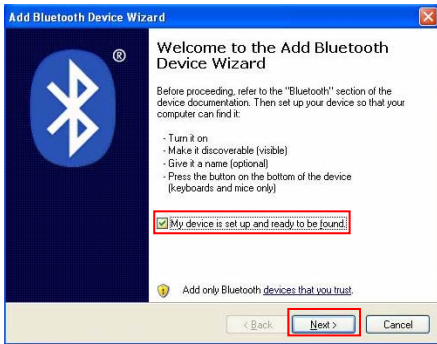 Add Bluetooth Device Wizard
®
Welcome to the Add Bluetooth
Device Wizard
Before proceeding, refer to the "Bluetooth" section of the
device documentation. Then set up your device so that your
computer can find it:
- Turn it on
- Make it discoverable (visible)
- Give it a name (optional)
- Press the button on the bottom of the device
(keyboards and mice only)
My device is set up and ready to be found.
Add only Bluetooth devices that you trust.
< Back
Next >
Cancel